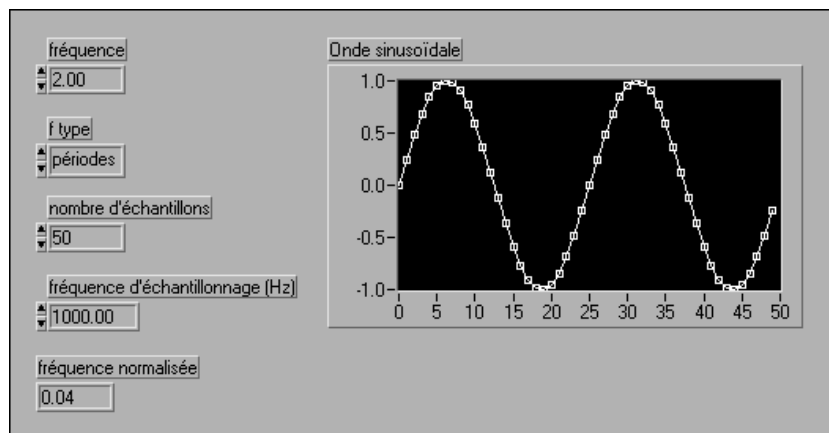 fréquence
2.00
f type
périodes
nombre d'échantillons
50
fréquence d'échantillonnage (Hz)
1000.00
fréquence normalisée
0.04
Onde sinusoïdale
1.0
0.5
0.0
-0.5
-1.0
0 5 10 15 20 25 30 35 40 45 50